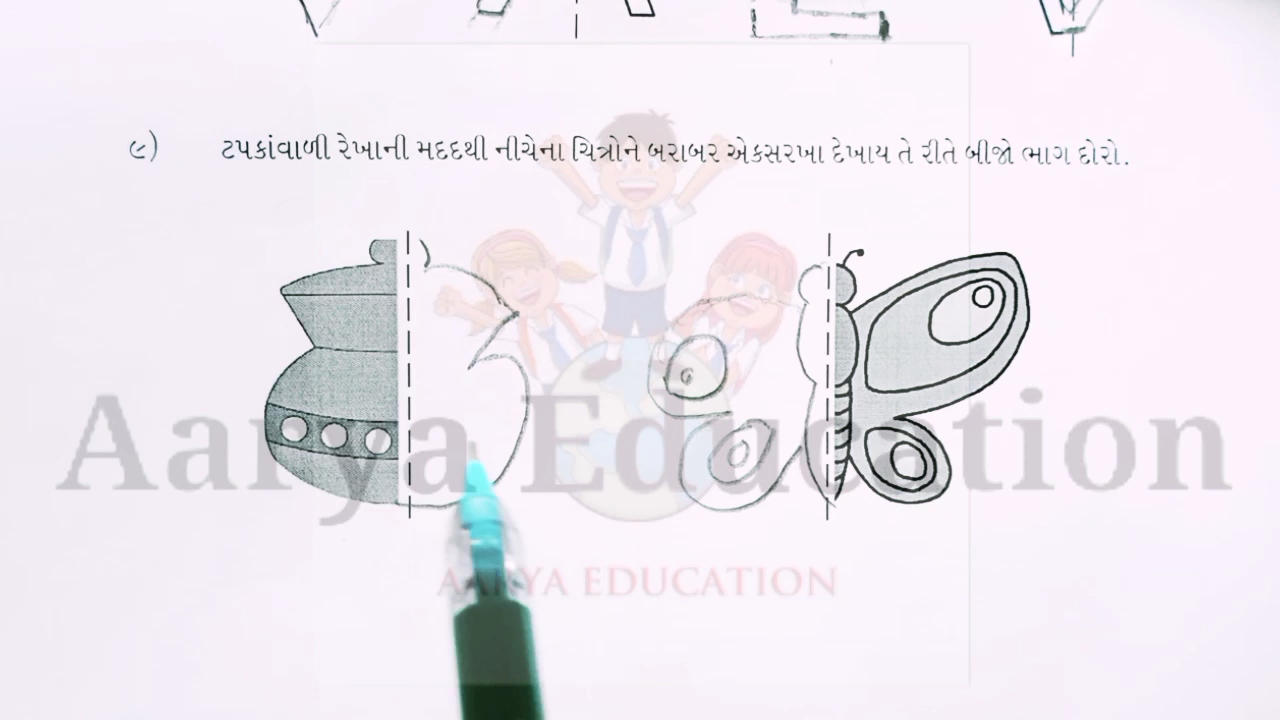 ૯) ટપકાંવાળી રેખાની મદદથી નીચેના ચિત્રોને બરાબર એકસરખા દેખાય તે રીતે બીજો ભાગ દોરો.
Aarya Education
AARYA EDUCATION